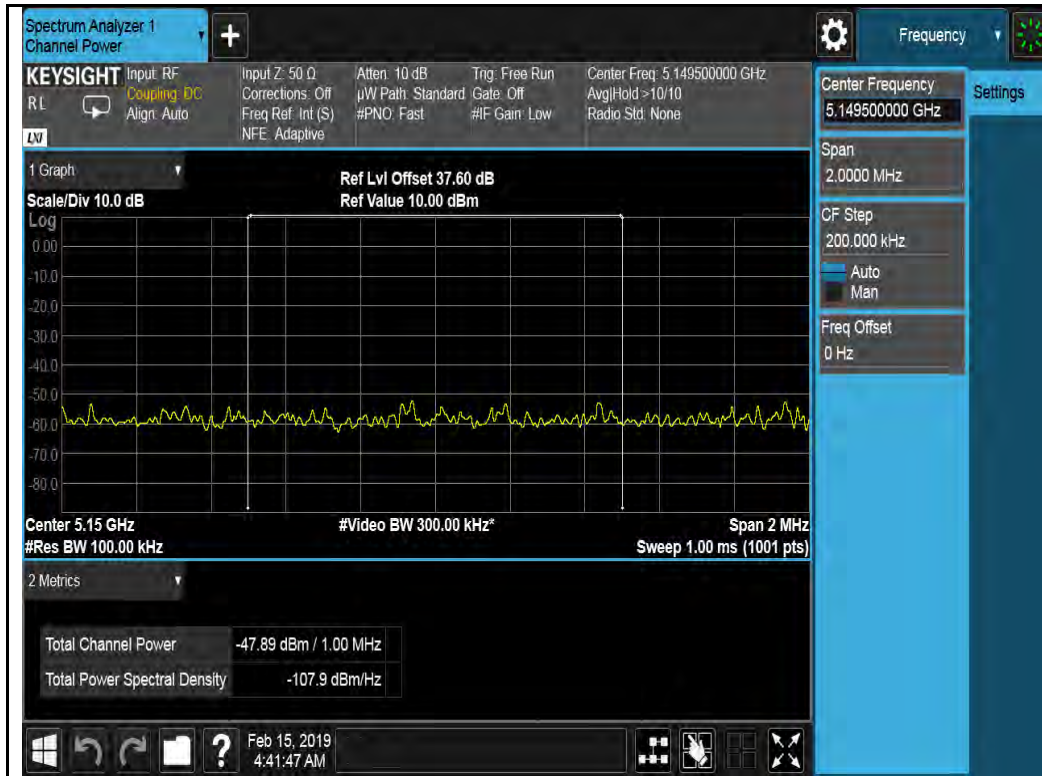 Spectrum Analyzer 1
Channel Power
+
Frequency
KEYSIGHT
R L
LXI
Input: RF
Coupling: DC
Align: Auto
Input Z: 50 Ω
Corrections: Off
Freq Ref: Int (S)
NFE: Adaptive
Atten: 10 dB
µW Path: Standard
#PNO: Fast
Trig: Free Run
Gate: Off
#IF Gain: Low
Center Freq: 5.149500000 GHz
Avg|Hold >10/10
Radio Std: None
Center Frequency
5.149500000 GHz
Settings
Span
2.0000 MHz
CF Step
200.000 kHz
Auto
Man
Freq Offset
0 Hz
1 Graph
Scale/Div 10.0 dB
Ref Lvl Offset 37.60 dB
Ref Value 10.00 dBm
Log
0.00
-10.0
-20.0
-30.0
-40.0
-50.0
-60.0
-70.0
-80.0
Center 5.15 GHz
#Res BW 100.00 kHz
#Video BW 300.00 kHz*
Span 2 MHz
Sweep 1.00 ms (1001 pts)
2 Metrics
Total Channel Power -47.89 dBm / 1.00 MHz
Total Power Spectral Density -107.9 dBm/Hz
?
Feb 15, 2019
4:41:47 AM